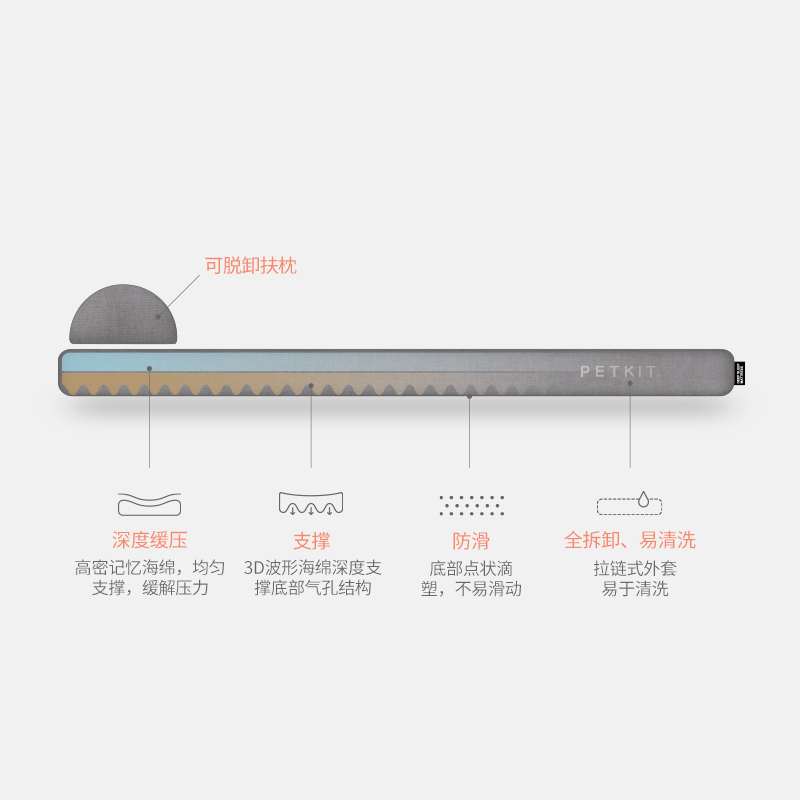 可脱卸扶枕
PETKIT
深度缓压
高密记忆海绵，均匀
支撑，缓解压力
支撑
3D波形海绵深度支
撑底部气孔结构
防滑
底部点状滴
塑，不易滑动
全拆卸、易清洗
拉链式外套
易于清洗